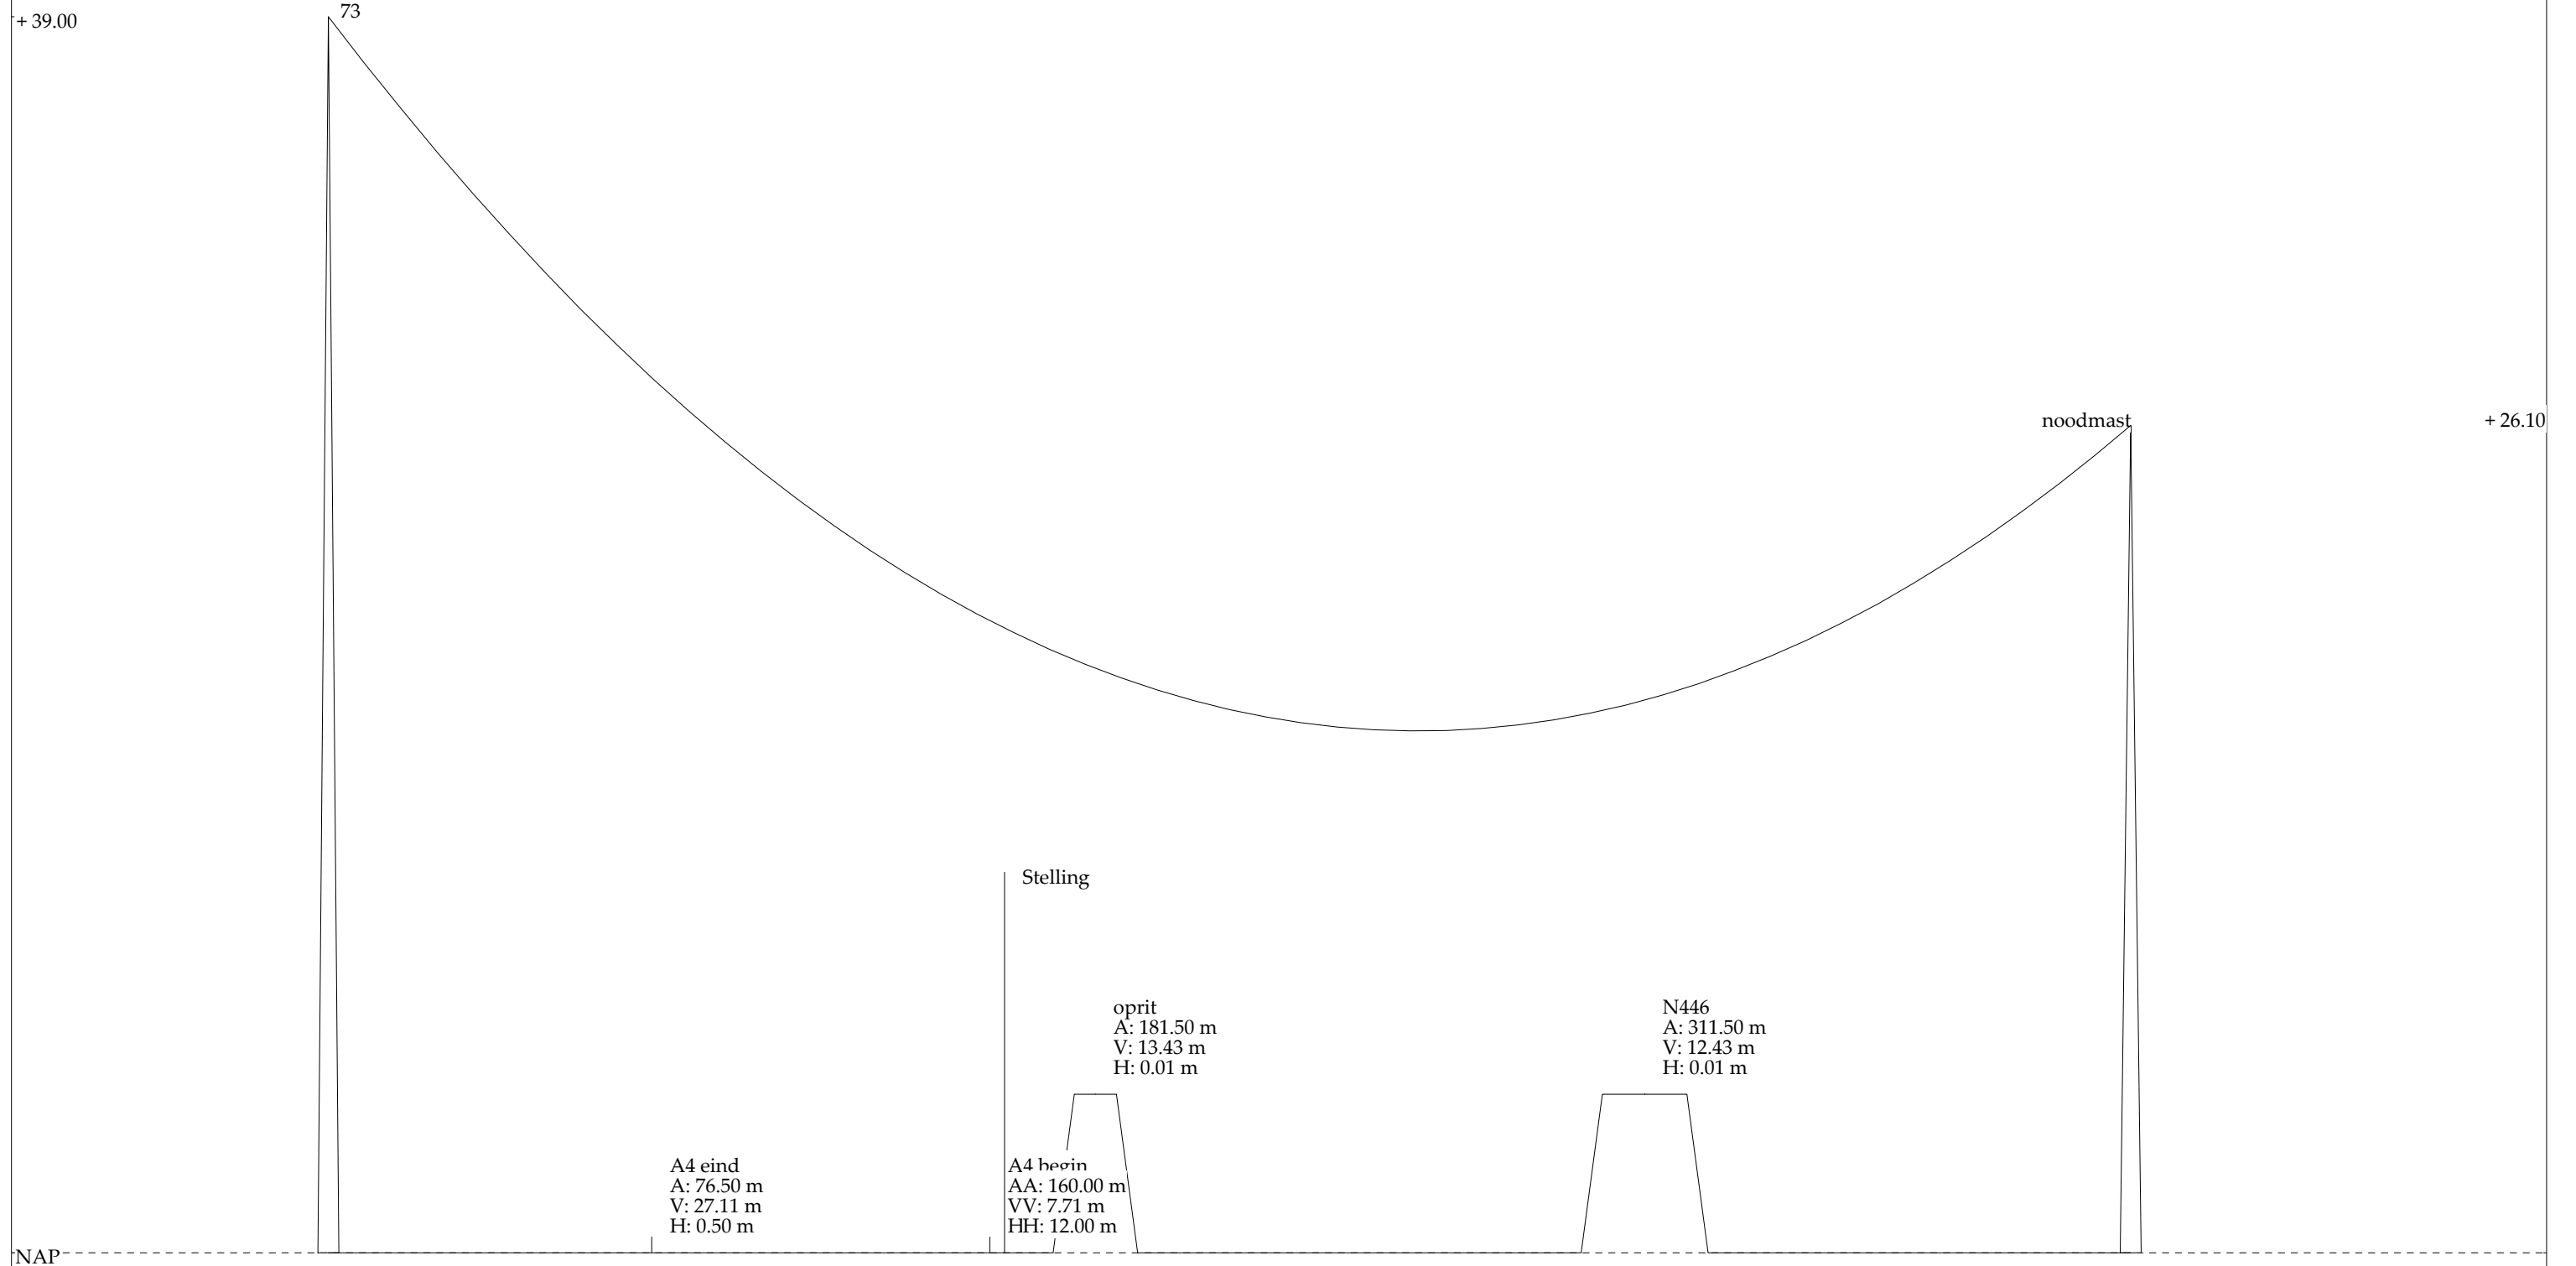 + 39.00
73
noodmast
+ 26.10
Stelling
oprit
A: 181.50 m
V: 13.43 m
H: 0.01 m
N446
A: 311.50 m
V: 12.43 m
H: 0.01 m
A4 eind
A: 76.50 m
V: 27.11 m
H: 0.50 m
A4 begin
AA: 160.00 m
VV: 7.71 m
HH: 12.00 m
NAP